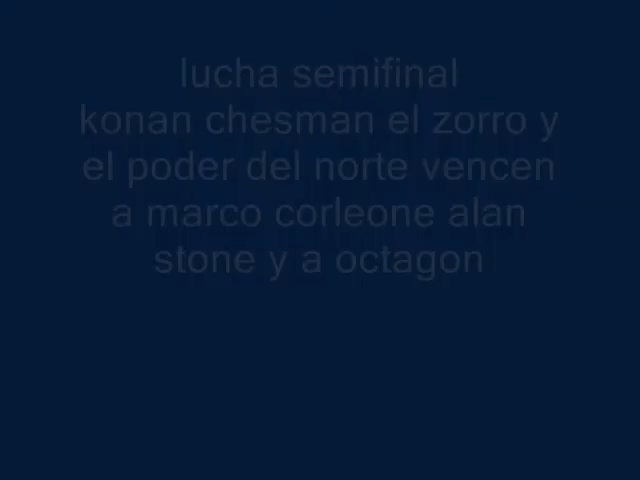 lucha semifinal
konan chesman el zorro y
el poder del norte vencen
a marco corleone alan
stone y a octagon